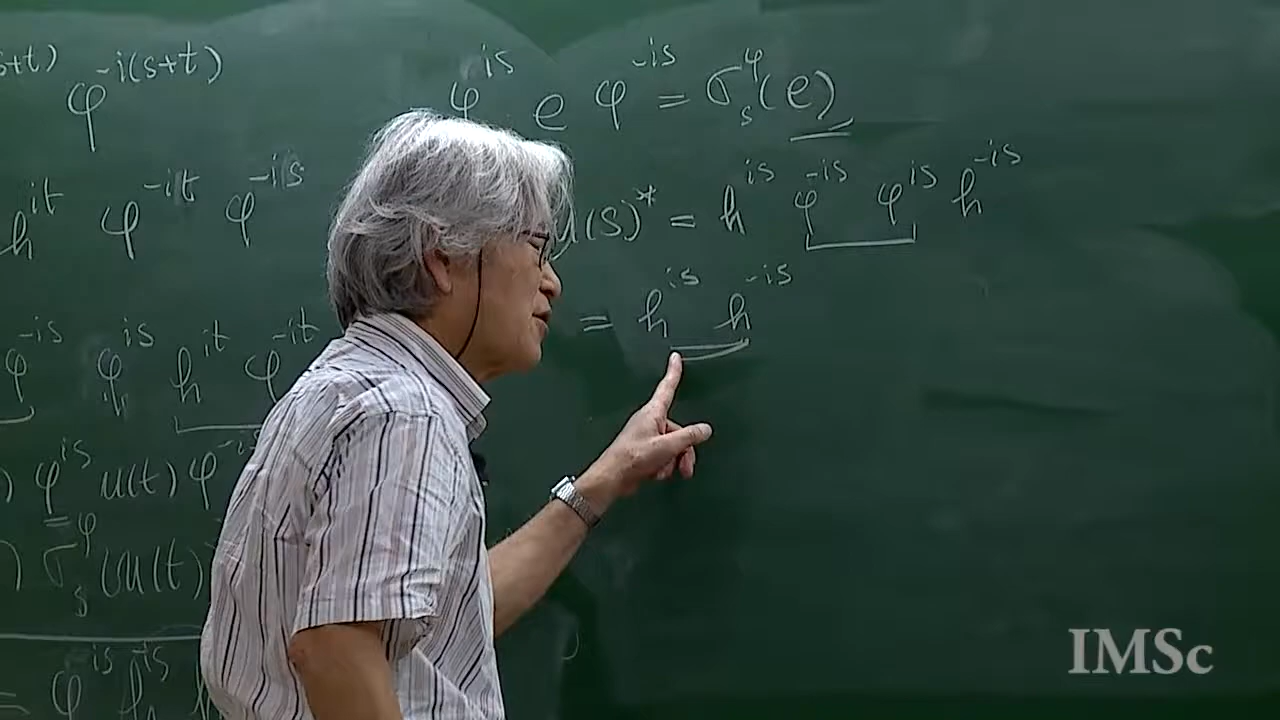 s+t) φ^{-i(s+t)}
φ^{is} e φ^{-is} = σ_s^φ(e)
h^{it} φ^{-it} φ^{-is}
u(s)^* = h^{is} φ^{-is} φ^{is} h^{-is}
= h^{is} h^{-is}
φ^{-is} φ^{is} h^{it} φ^{-it}
) φ^{is} u(t) φ^{-is}
) σ_s^φ (u(t)
= φ^{is} h^{-is}
IMSc